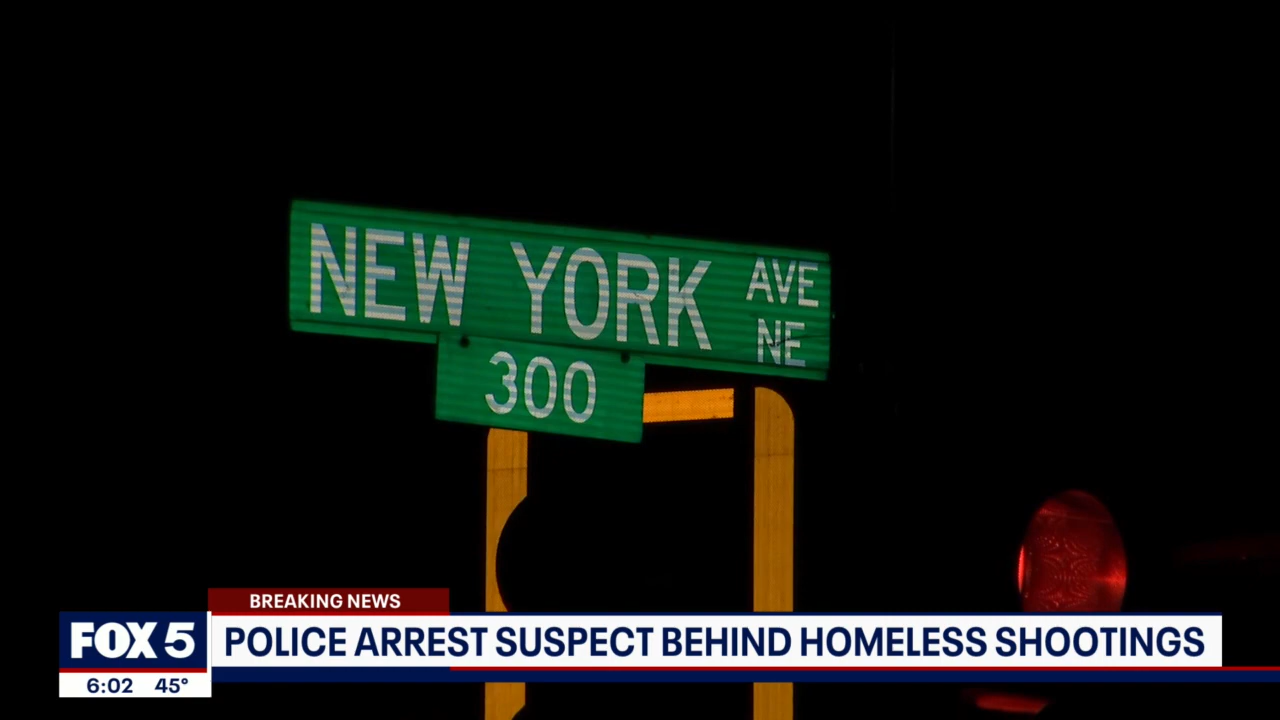 NEW YORK AVE
NE
300
BREAKING NEWS
FOX 5
POLICE ARREST SUSPECT BEHIND HOMELESS SHOOTINGS
6:02 45°